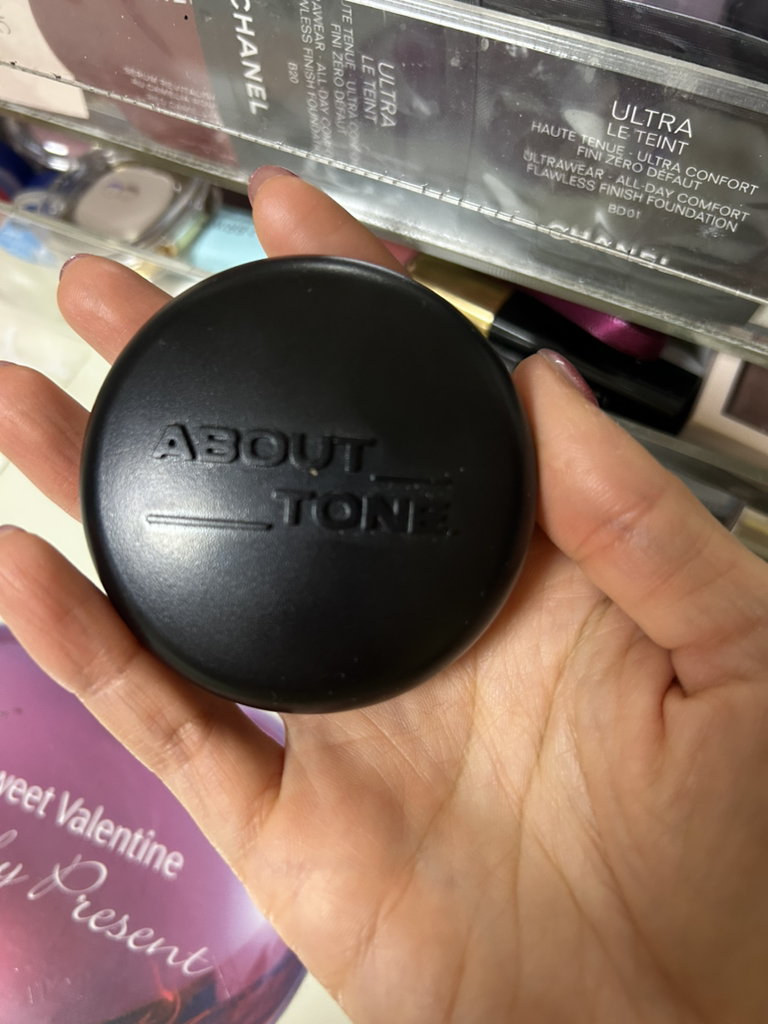 CHANEL
ULTRA
LE TEINT
B20
ULTRA
LE TEINT
HAUTE TENUE - ULTRA CONFORT
FINI ZÉRO DÉFAUT
ULTRAWEAR - ALL-DAY COMFORT
FLAWLESS FINISH FOUNDATION
BD01
CHANEL
ABOUT
TONE.
Valentine
Present